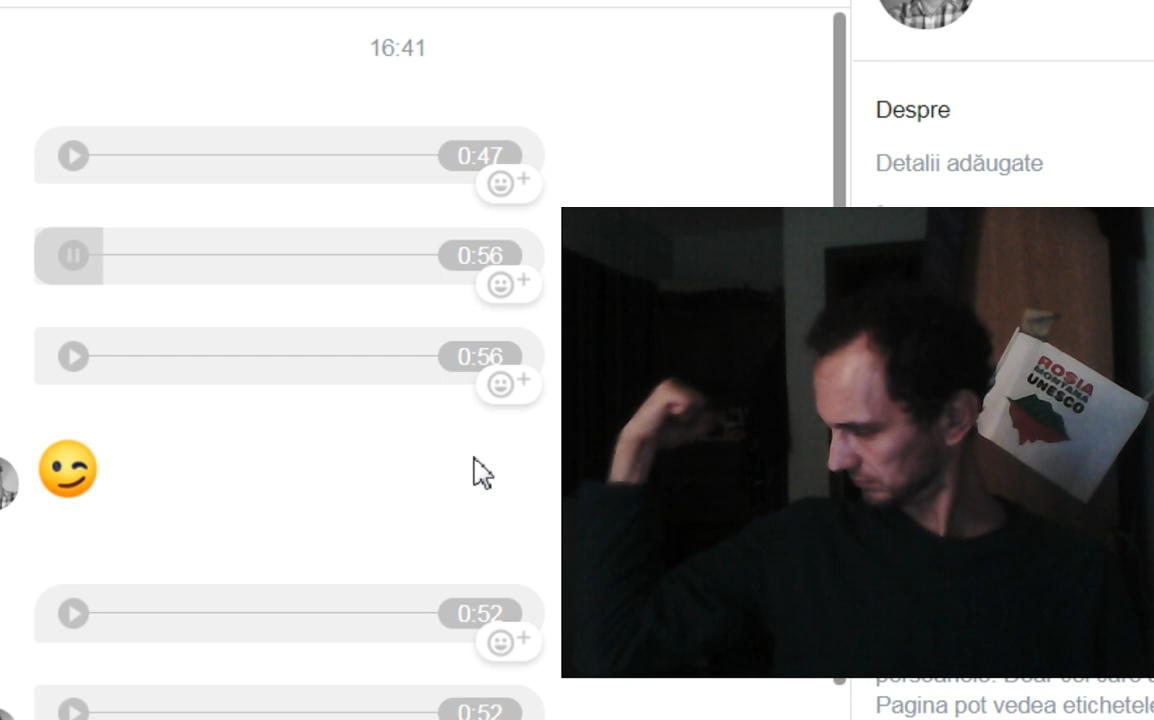 16:41
0:47
0:56
0:56
0:52
0:52
Despre
Detalii adăugate
ROSIA
MONTANA
UNESCO
Pagina pot vedea etichetele